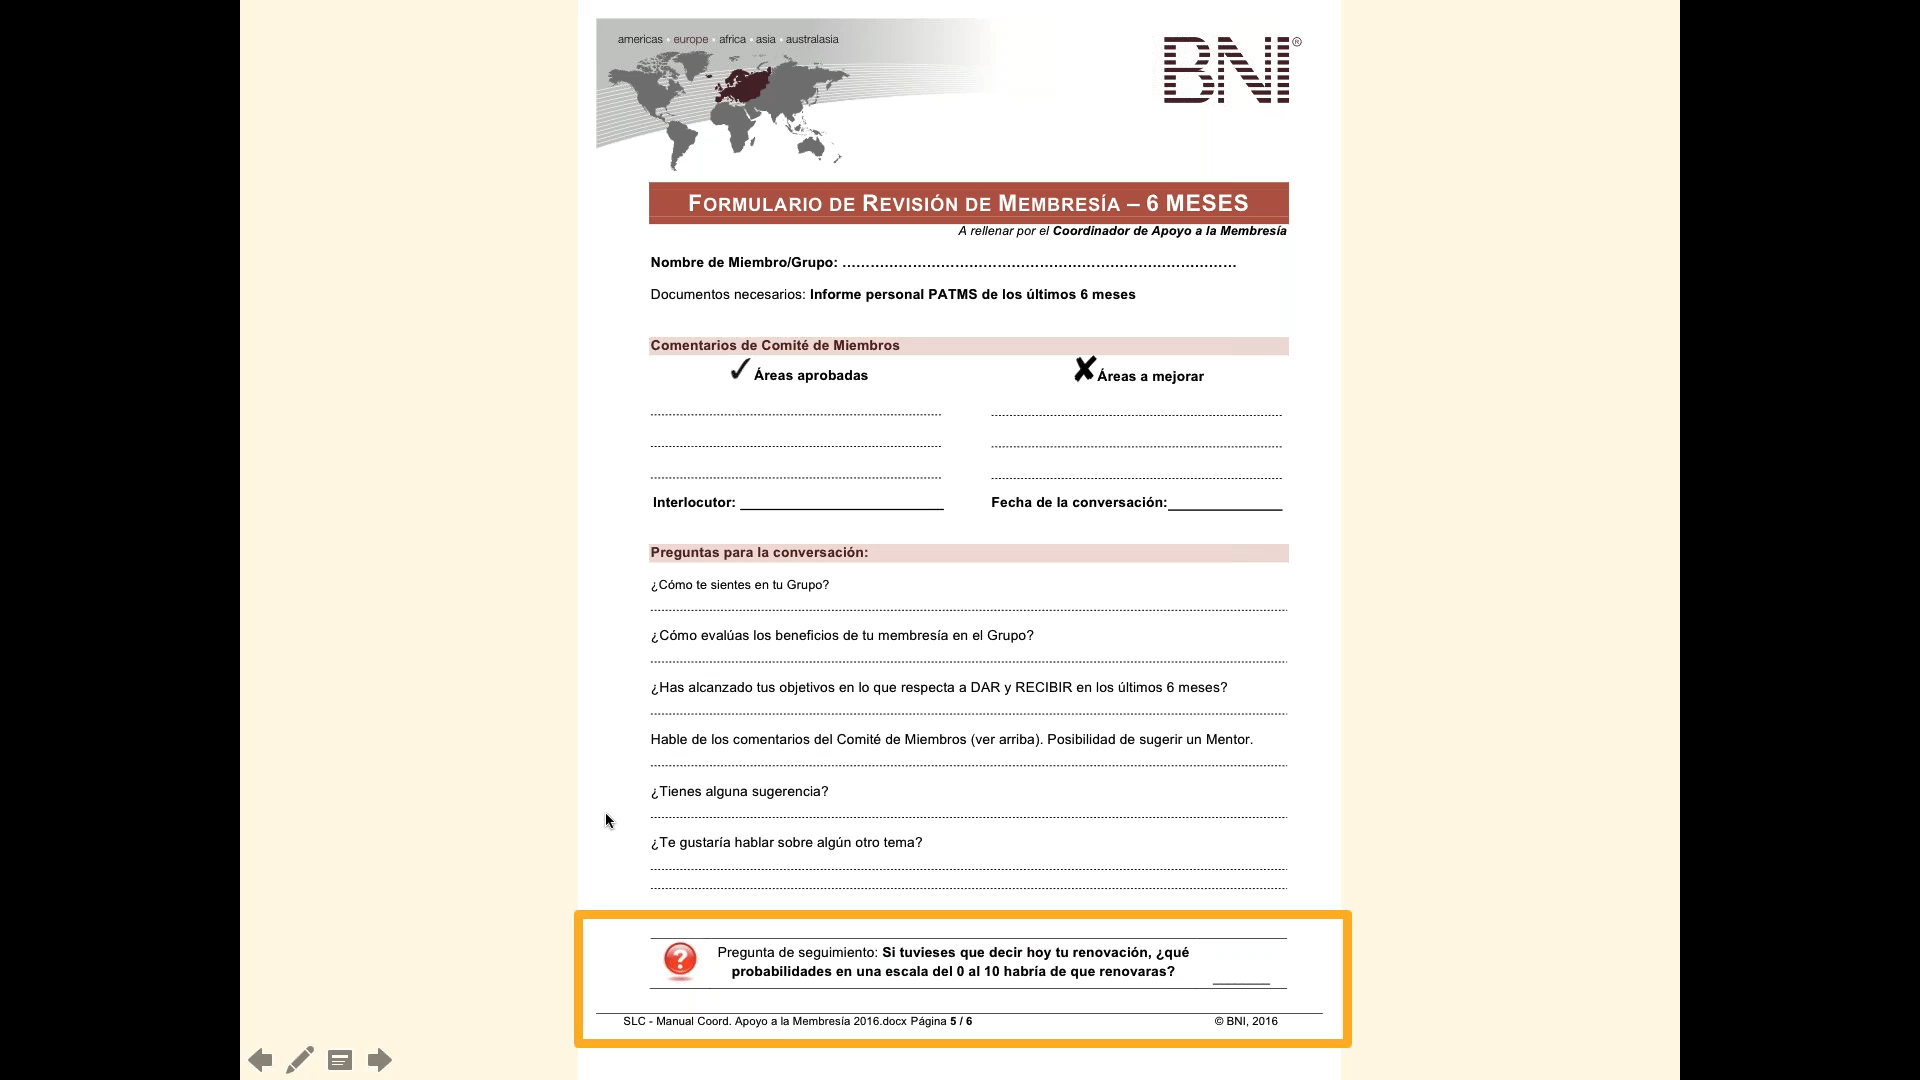 americas • europe • africa • asia • australasia
BNI®
FORMULARIO DE REVISIÓN DE MEMBRESÍA – 6 MESES
A rellenar por el Coordinador de Apoyo a la Membresía
Nombre de Miembro/Grupo: ……………………………………………………………………….
Documentos necesarios: Informe personal PATMS de los últimos 6 meses
Comentarios de Comité de Miembros
✓ Áreas aprobadas ✘ Áreas a mejorar
Interlocutor: ____________ Fecha de la conversación:____________
Preguntas para la conversación:
¿Cómo te sientes en tu Grupo?
¿Cómo evalúas los beneficios de tu membresía en el Grupo?
¿Has alcanzado tus objetivos en lo que respecta a DAR y RECIBIR en los últimos 6 meses?
Hable de los comentarios del Comité de Miembros (ver arriba). Posibilidad de sugerir un Mentor.
¿Tienes alguna sugerencia?
¿Te gustaría hablar sobre algún otro tema?
? Pregunta de seguimiento: Si tuvieses que decir hoy tu renovación, ¿qué
probabilidades en una escala del 0 al 10 habría de que renovaras? _______
SLC - Manual Coord. Apoyo a la Membresía 2016.docx Página 5 / 6 © BNI, 2016